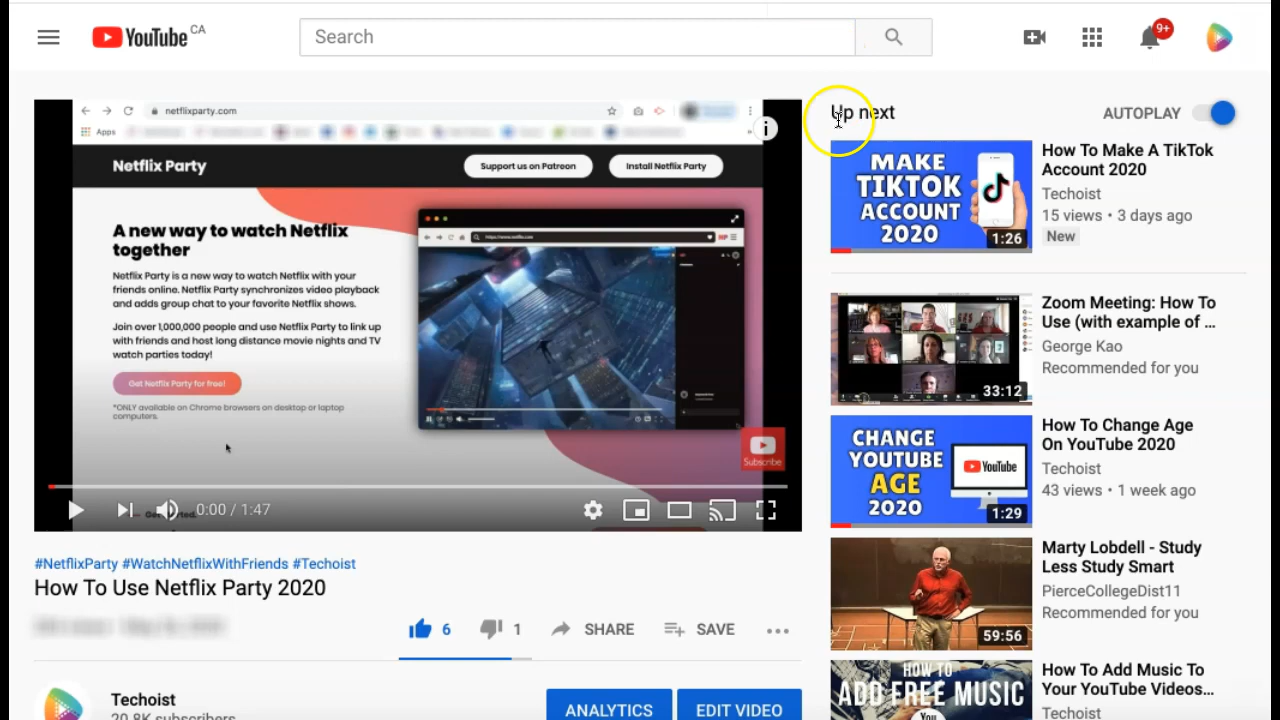 YouTube CA
Search
9+
netflixparty.com
Apps
Netflix Party
Support us on Patreon
Install Netflix Party
A new way to watch Netflix
together
Netflix Party is a new way to watch Netflix with your
friends online. Netflix Party synchronizes video playback
and adds group chat to your favorite Netflix shows.
Join over 1,000,000 people and use Netflix Party to link up
with friends and host long distance movie nights and TV
watch parties today!
Get Netflix Party for free!
*ONLY available on Chrome browsers on desktop or laptop
computers.
Subscribe
0:00 / 1:47
#NetflixParty #WatchNetflixWithFriends #Techoist
How To Use Netflix Party 2020
6
1
SHARE
SAVE
Techoist
20.8K subscribers
ANALYTICS
EDIT VIDEO
Up next
AUTOPLAY
MAKE
TIKTOK
ACCOUNT
2020
1:26
How To Make A TikTok
Account 2020
Techoist
15 views • 3 days ago
New
33:12
Zoom Meeting: How To
Use (with example of ...
George Kao
Recommended for you
CHANGE
YOUTUBE
AGE
2020
YouTube
1:29
How To Change Age
On YouTube 2020
Techoist
43 views • 1 week ago
59:56
Marty Lobdell - Study
Less Study Smart
PierceCollegeDist11
Recommended for you
HOW TO
ADD FREE MUSIC
You
How To Add Music To
Your YouTube Videos...
Techoist